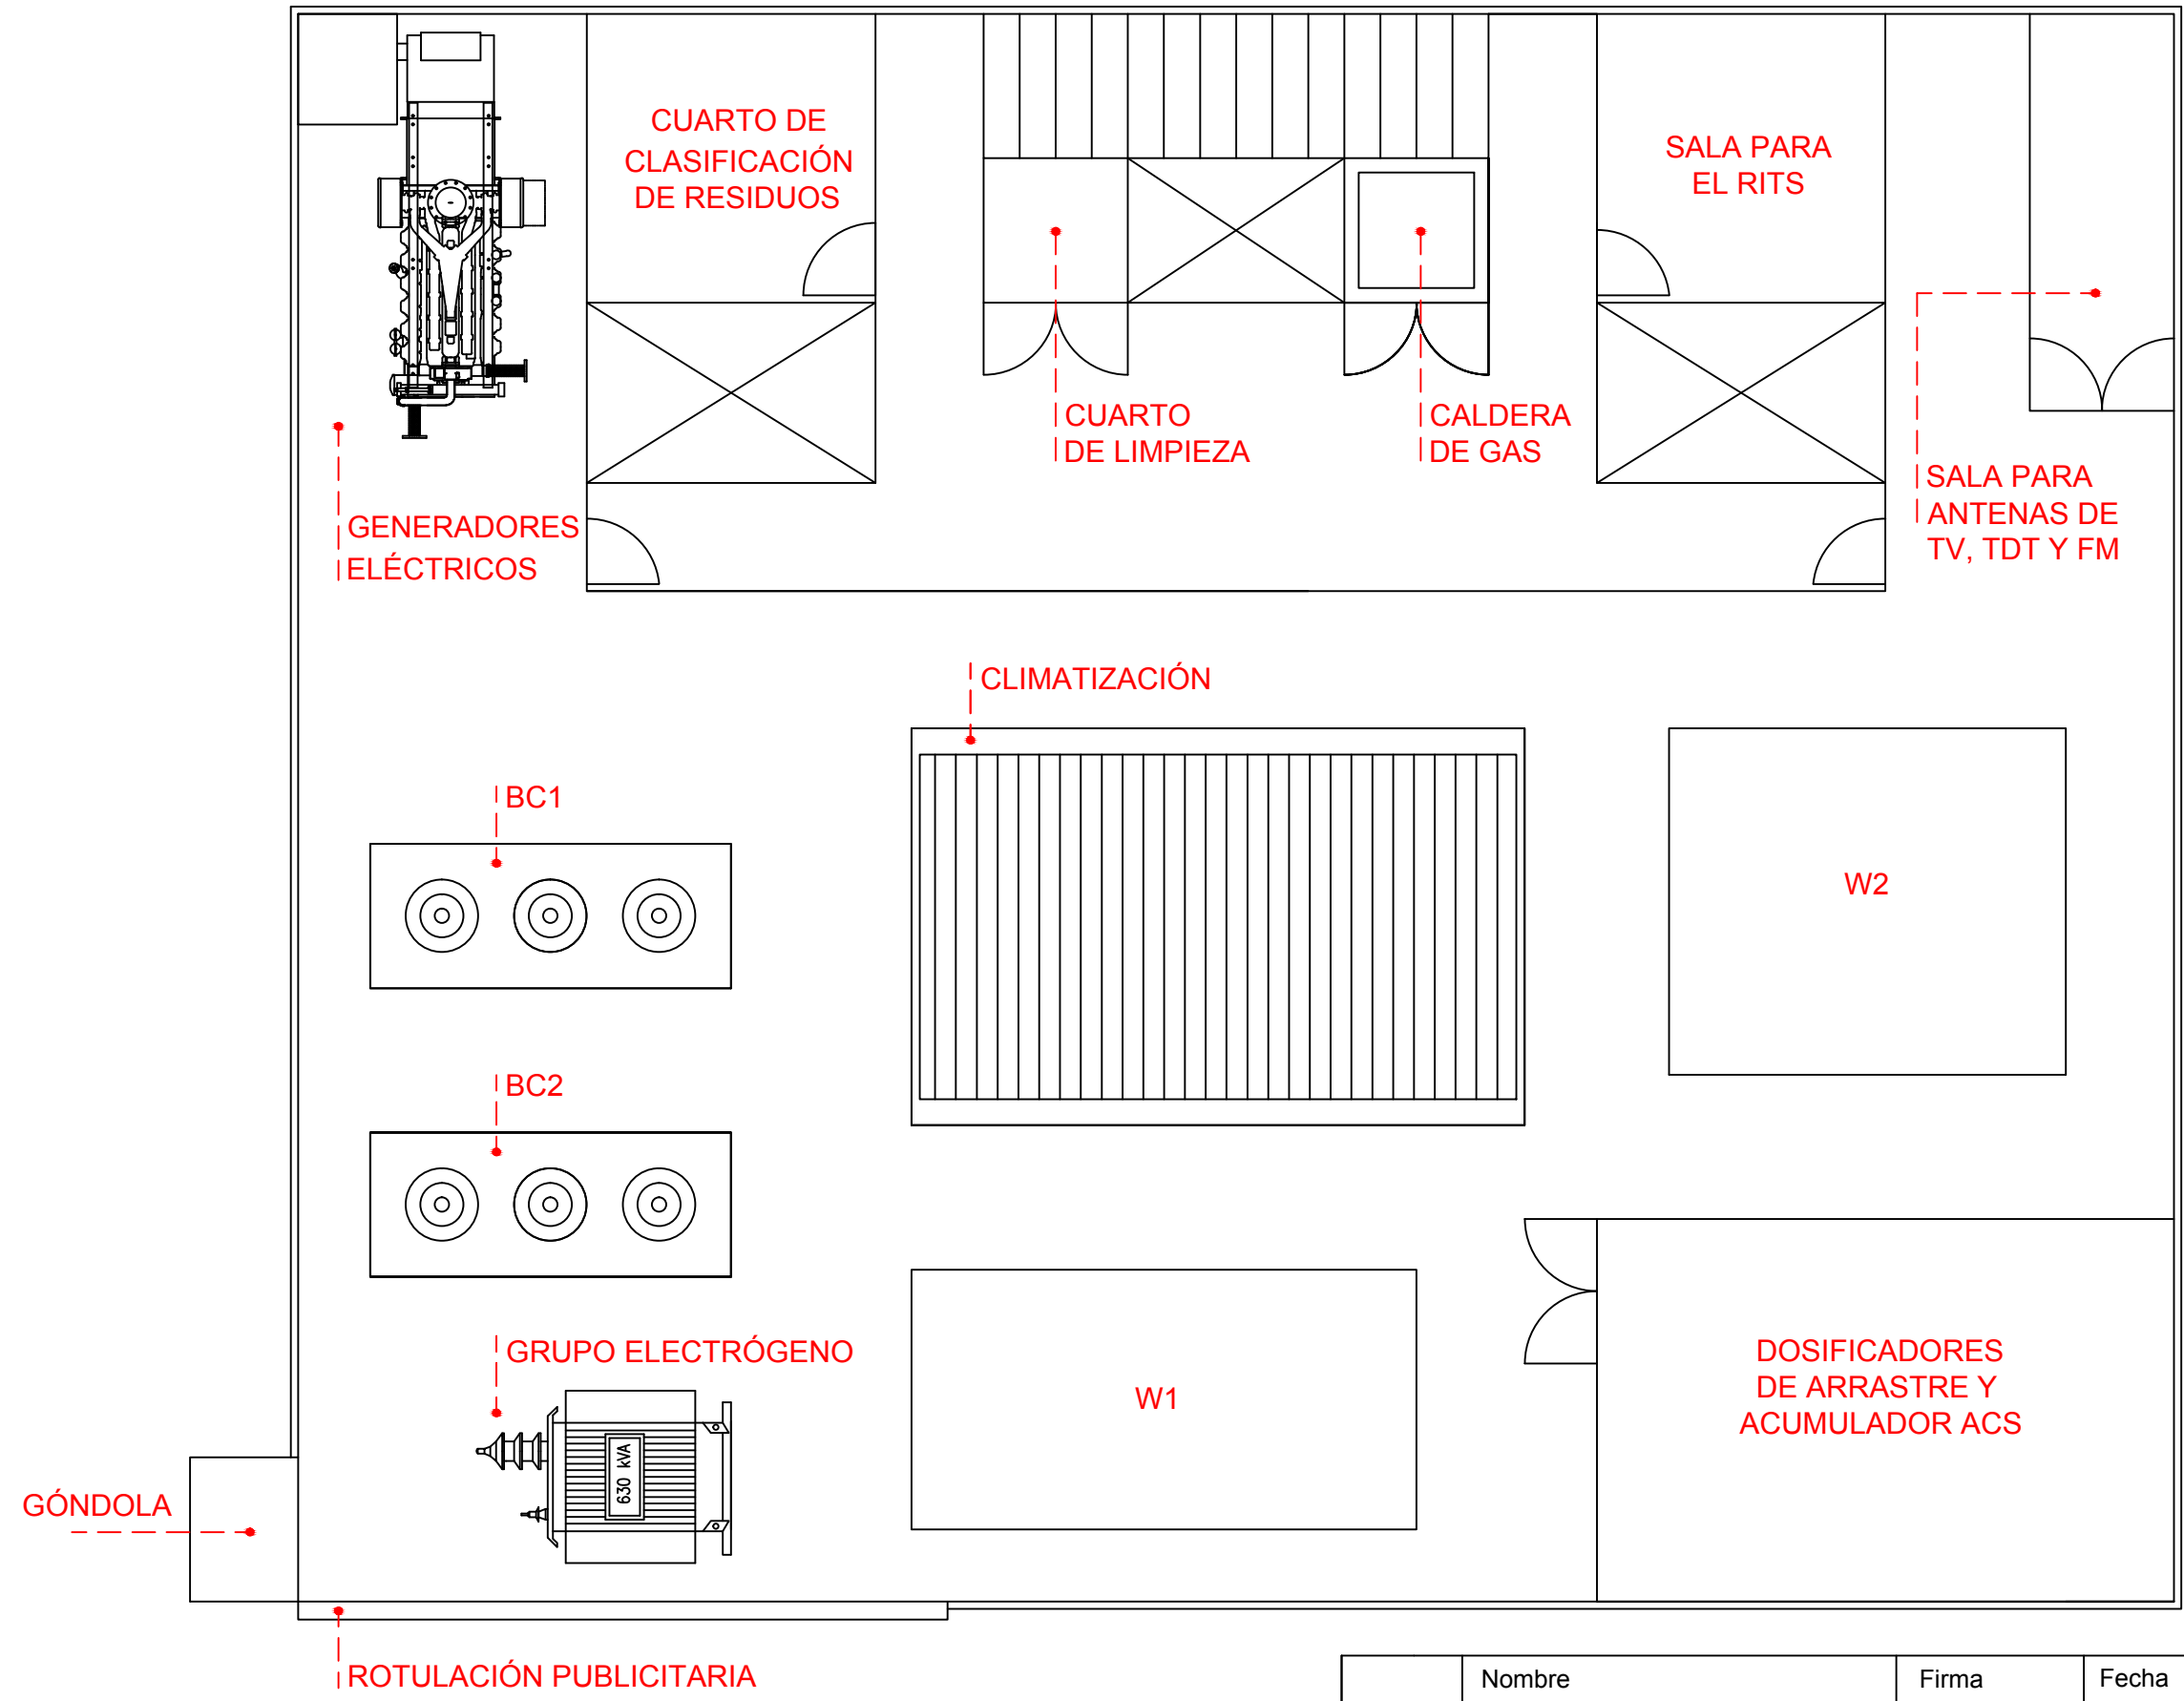 CUARTO DE
CLASIFICACIÓN
DE RESIDUOS
SALA PARA
EL RITS
CUARTO
DE LIMPIEZA
CALDERA
DE GAS
SALA PARA
ANTENAS DE
TV, TDT Y FM
GENERADORES
ELÉCTRICOS
CLIMATIZACIÓN
BC1
W2
BC2
GRUPO ELECTRÓGENO
630 kVA
W1
DOSIFICADORES
DE ARRASTRE Y
ACUMULADOR ACS
GÓNDOLA
ROTULACIÓN PUBLICITARIA
Nombre
Firma
Fecha